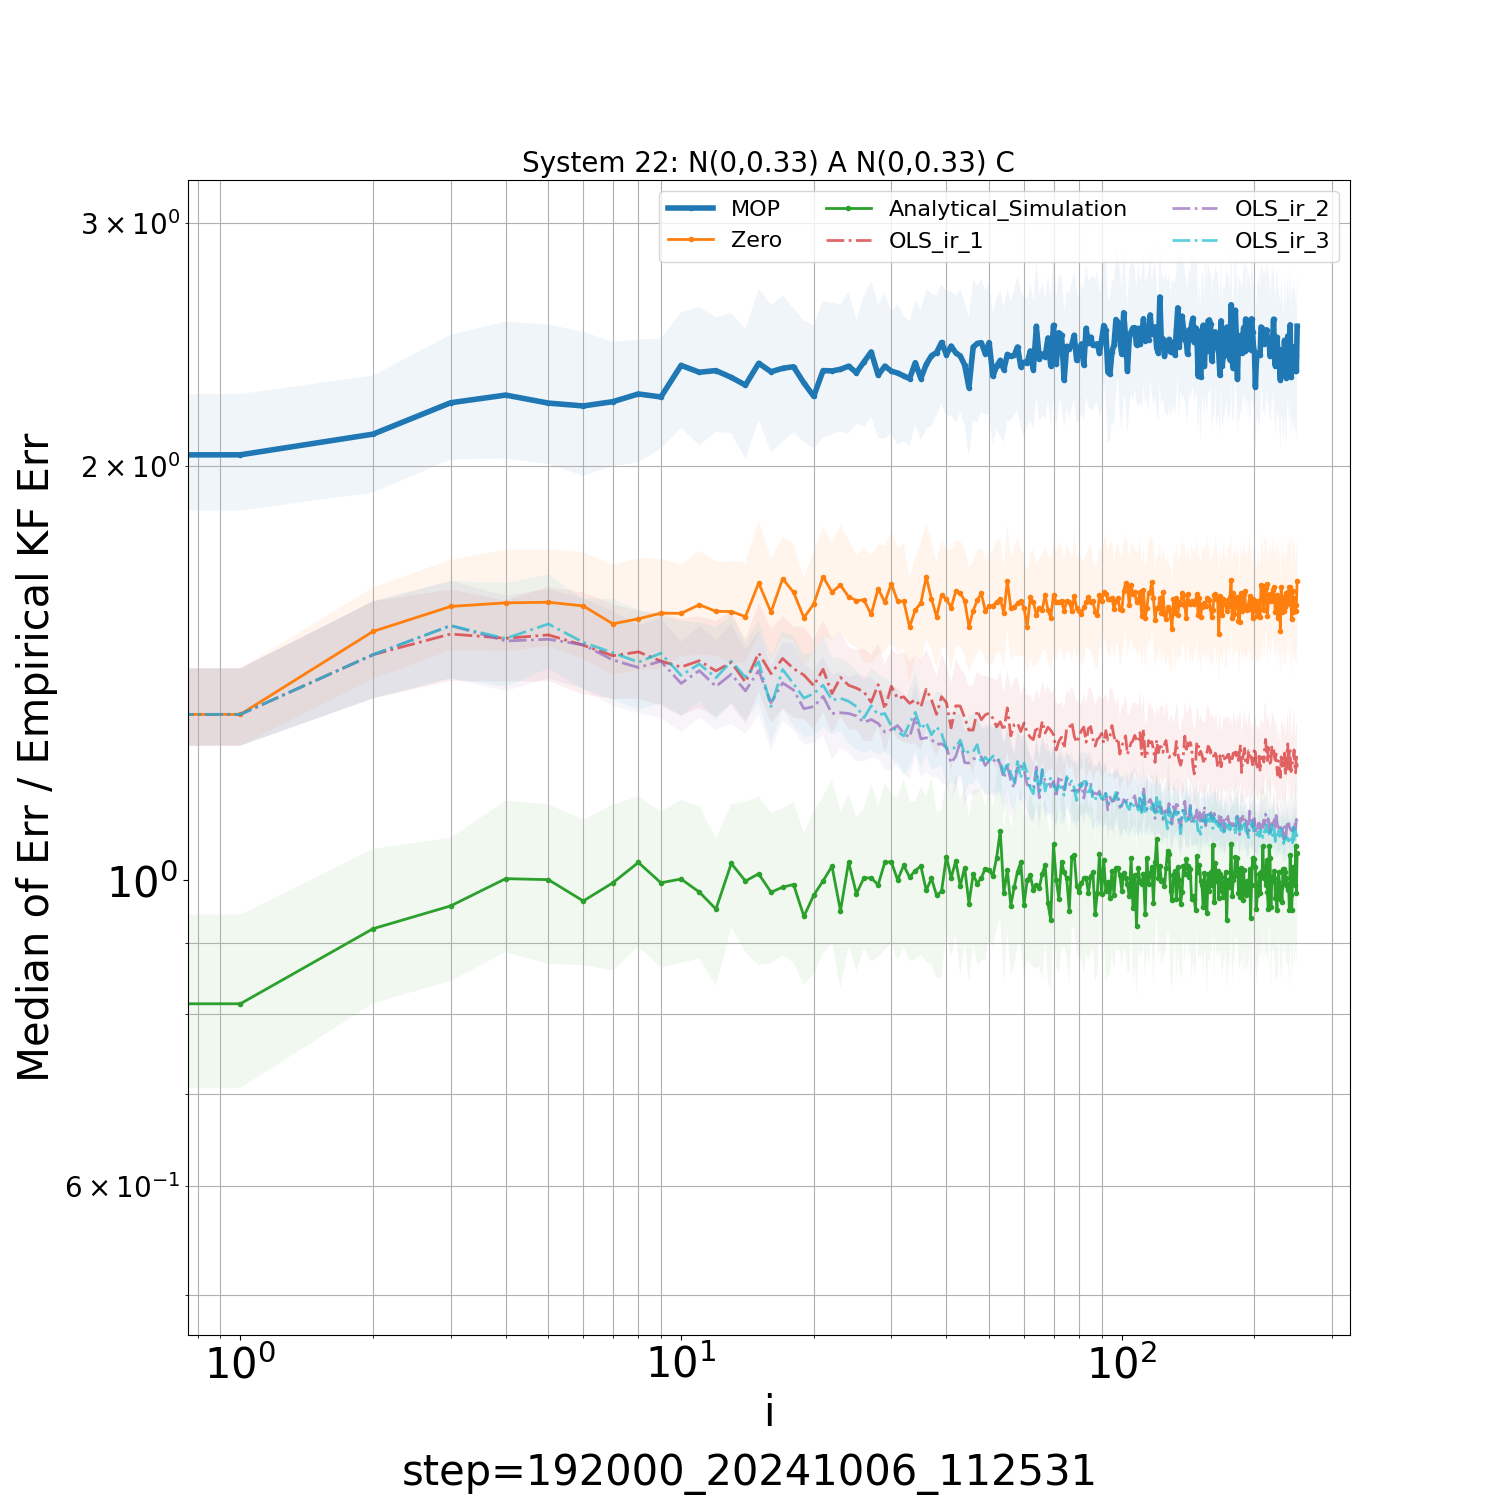 System 22: N(0,0.33) A N(0,0.33) C
MOP
Zero
Analytical_Simulation
OLS_ir_1
OLS_ir_2
OLS_ir_3
3 × 10⁰
2 × 10⁰
10⁰
6 × 10⁻¹
Median of Err / Empirical KF Err
10⁰ 10¹ 10²
i
step=192000_20241006_112531